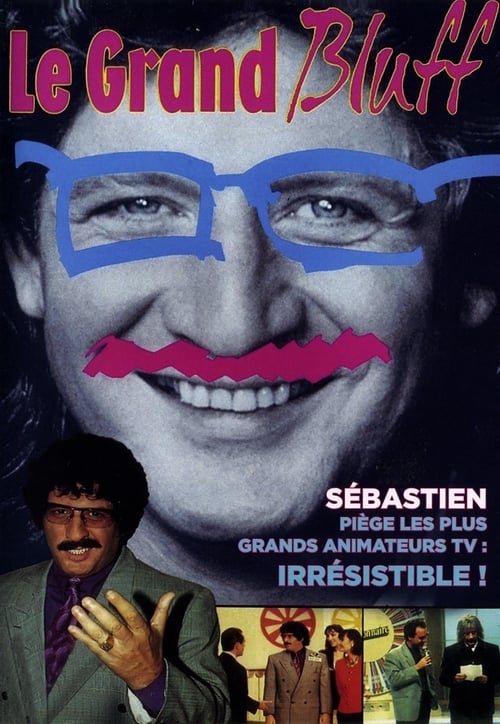 Le Grand Bluff
SÉBASTIEN
PIÈGE LES PLUS
GRANDS ANIMATEURS TV :
IRRÉSISTIBLE !